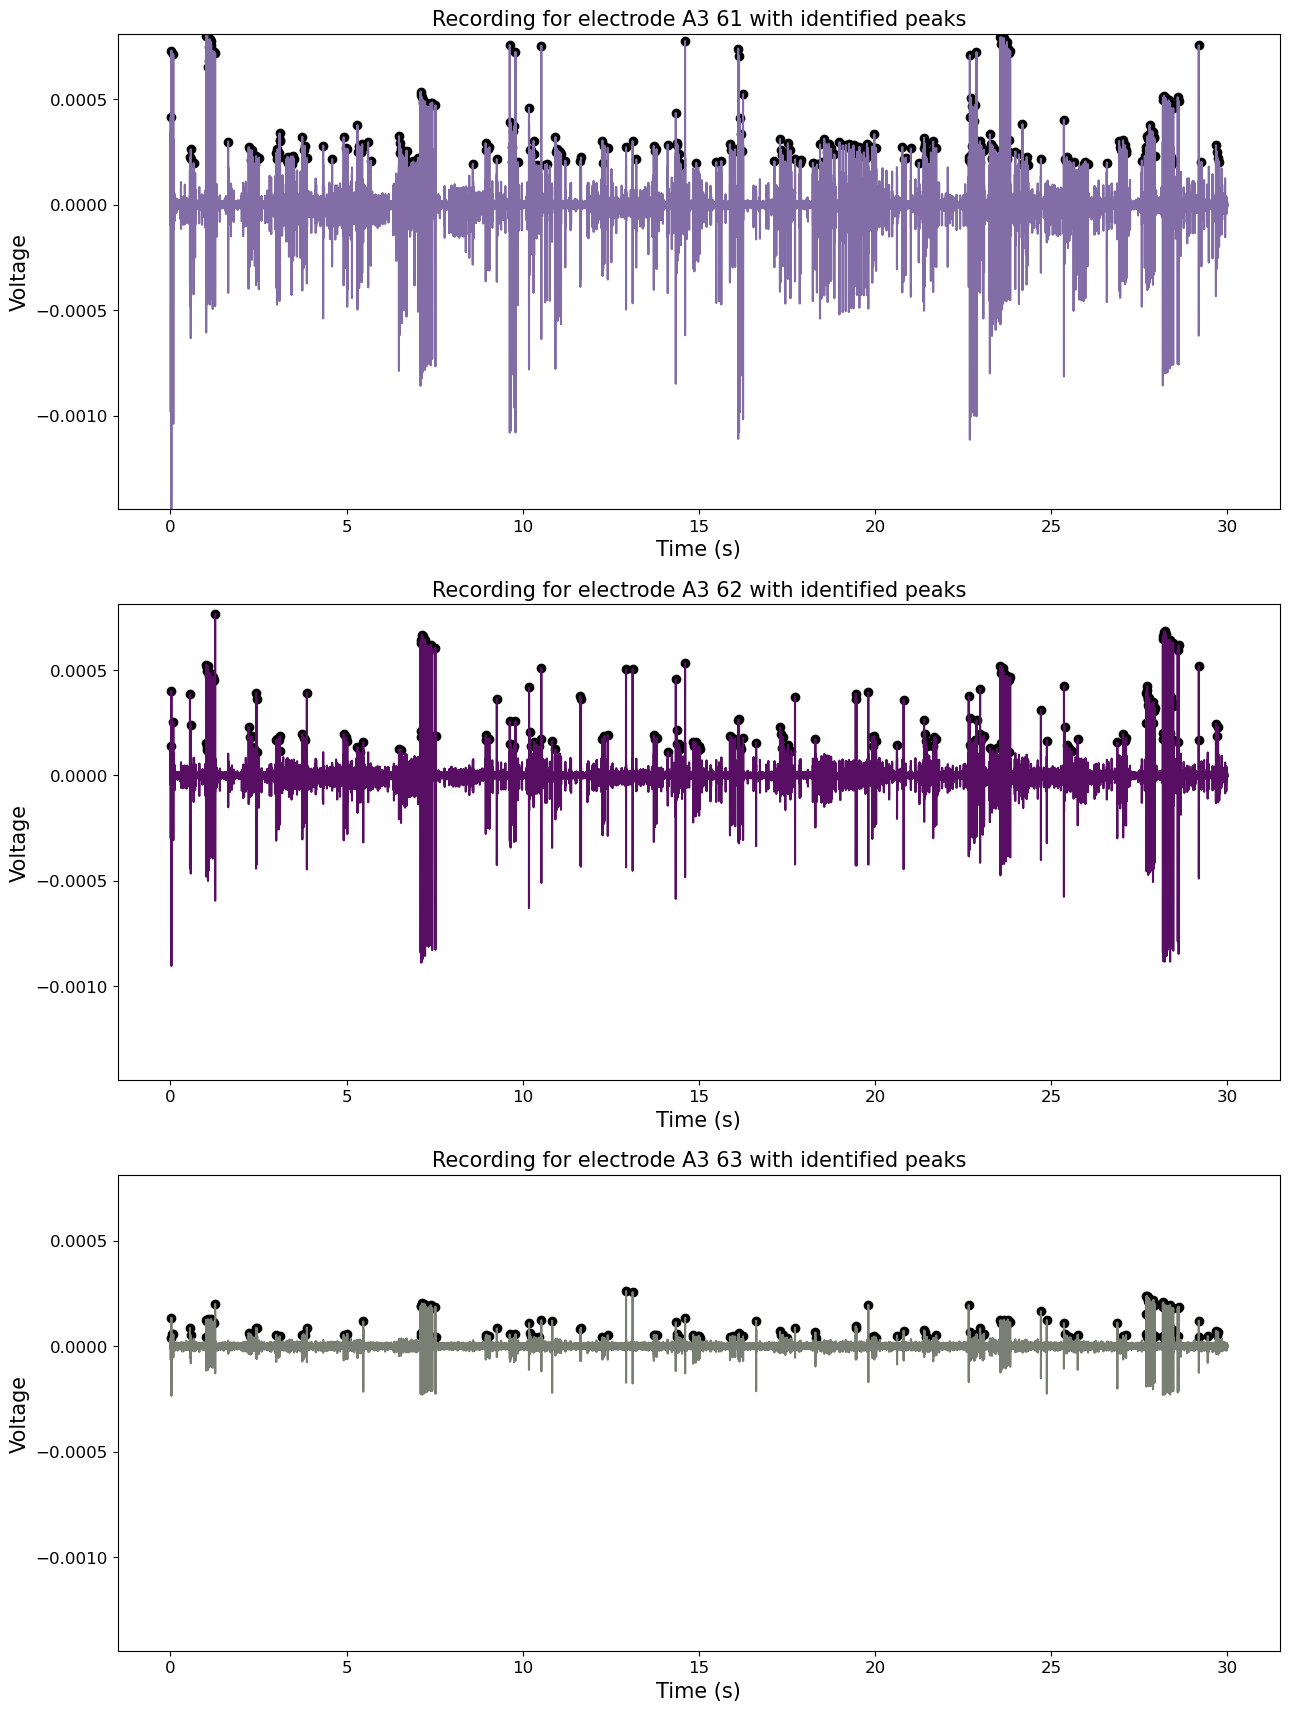 Recording for electrode A3 61 with identified peaks
0.0005
0.0000
−0.0005
−0.0010
Voltage
0 5 10 15 20 25 30
Time (s)
Recording for electrode A3 62 with identified peaks
0.0005
0.0000
−0.0005
−0.0010
Voltage
0 5 10 15 20 25 30
Time (s)
Recording for electrode A3 63 with identified peaks
0.0005
0.0000
−0.0005
−0.0010
Voltage
0 5 10 15 20 25 30
Time (s)